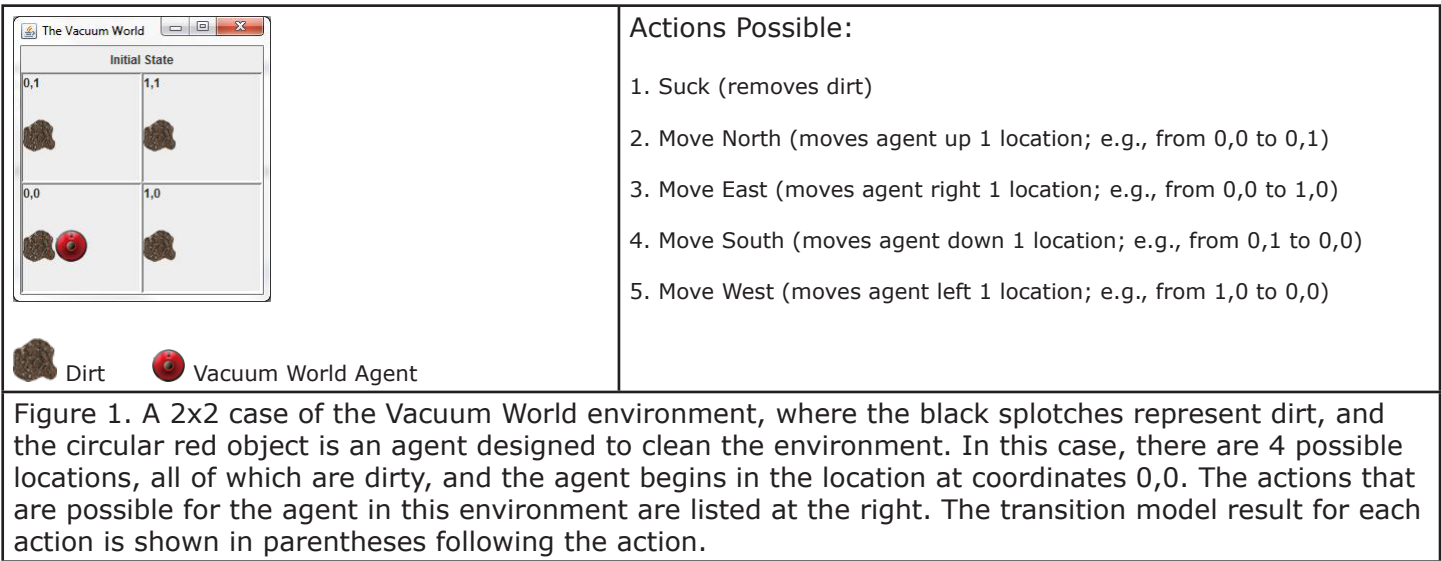 The Vacuum World
Initial State
0,1
1,1
0,0
1,0
Dirt
Vacuum World Agent
Actions Possible:
1. Suck (removes dirt)
2. Move North (moves agent up 1 location; e.g., from 0,0 to 0,1)
3. Move East (moves agent right 1 location; e.g., from 0,0 to 1,0)
4. Move South (moves agent down 1 location; e.g., from 0,1 to 0,0)
5. Move West (moves agent left 1 location; e.g., from 1,0 to 0,0)
Figure 1. A 2x2 case of the Vacuum World environment, where the black splotches represent dirt, and
the circular red object is an agent designed to clean the environment. In this case, there are 4 possible
locations, all of which are dirty, and the agent begins in the location at coordinates 0,0. The actions that
are possible for the agent in this environment are listed at the right. The transition model result for each
action is shown in parentheses following the action.